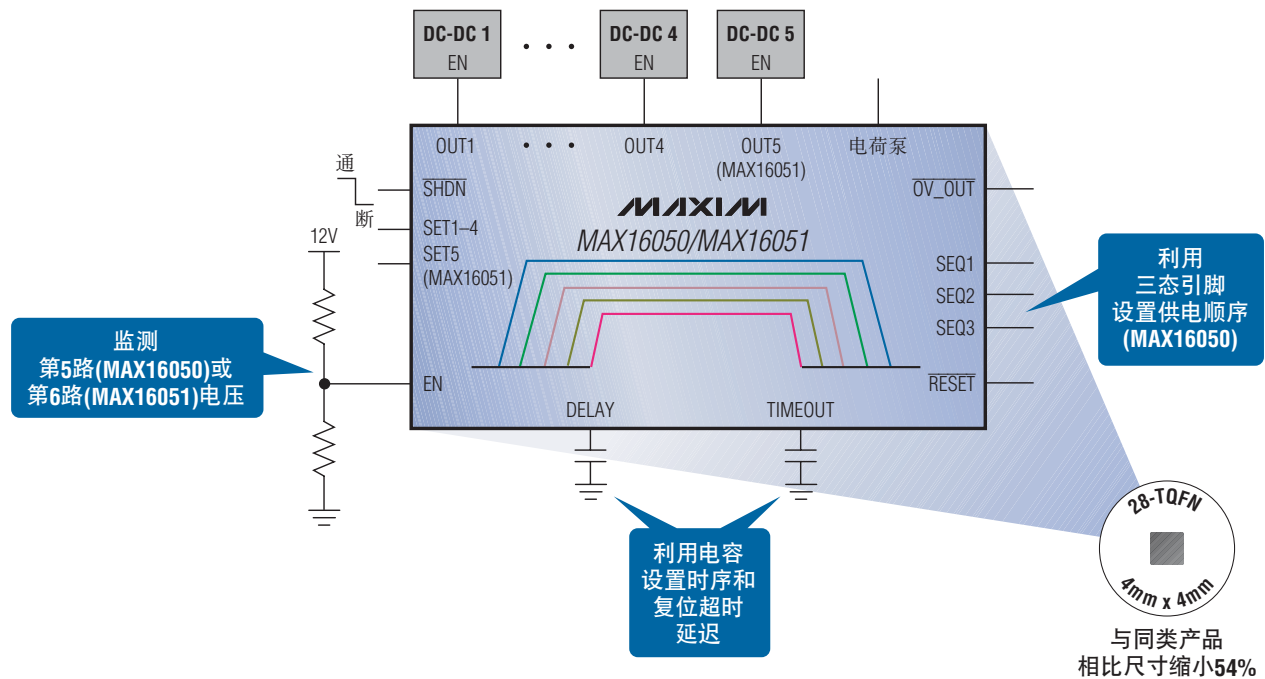 DC-DC 1
EN
• • •
DC-DC 4
EN
DC-DC 5
EN
OUT1
• • •
OUT4
OUT5
(MAX16051)
电荷泵
通
断
SHDN
SET1–4
SET5
(MAX16051)
12V
EN
MAXIM
MAX16050/MAX16051
OV_OUT
SEQ1
SEQ2
SEQ3
RESET
DELAY
TIMEOUT
监测
第5路(MAX16050)或
第6路(MAX16051)电压
利用
三态引脚
设置供电顺序
(MAX16050)
利用电容
设置时序和
复位超时
延迟
28-TQFN
4mm x 4mm
与同类产品
相比尺寸缩小54%